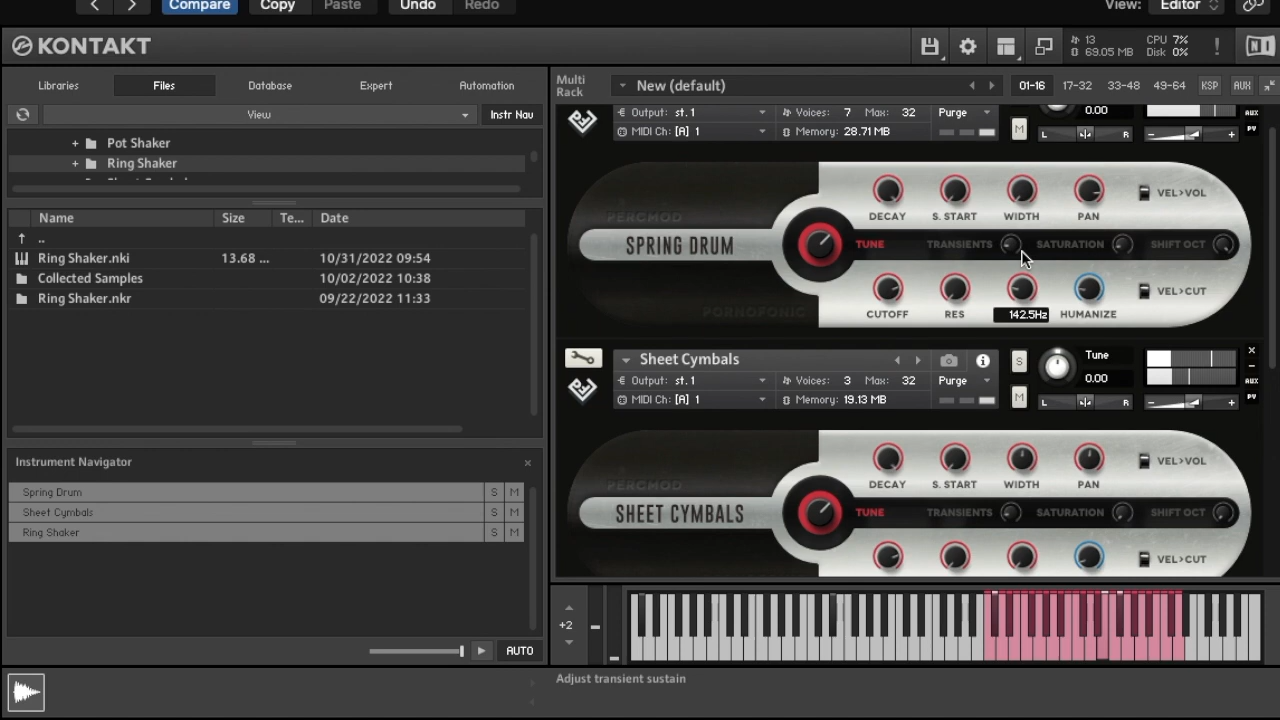 Compare Copy Paste Undo Redo View: Editor
KONTAKT
13
69.05 MB
CPU 7%
Disk 0%
!
Libraries Files Database Expert Automation
View Instr Nav
+ Pot Shaker
+ Ring Shaker
Name Size Te... Date
..
Ring Shaker.nki 13.68 ... 10/31/2022 09:54
Collected Samples 10/02/2022 10:38
Ring Shaker.nkr 09/22/2022 11:33
Instrument Navigator ×
Spring Drum S M
Sheet Cymbals S M
Ring Shaker S M
AUTO
Multi
Rack
New (default) 01-16 17-32 33-48 49-64 KSP AUX
Output: st.1 Voices: 7 Max: 32 Purge 0.00 AUX
MIDI Ch: [A] 1 Memory: 28.71 MB M L R - + PV
DECAY S. START WIDTH PAN VEL>VOL
PERCMOD
SPRING DRUM TUNE TRANSIENTS SATURATION SHIFT OCT
PORNOFONIC
CUTOFF RES 142.5Hz HUMANIZE VEL>CUT
Sheet Cymbals S Tune ×
Output: st.1 Voices: 3 Max: 32 Purge 0.00 AUX
MIDI Ch: [A] 1 Memory: 19.13 MB M L R - + PV
DECAY S. START WIDTH PAN VEL>VOL
PERCMOD
SHEET CYMBALS TUNE TRANSIENTS SATURATION SHIFT OCT
VEL>CUT
+2
Adjust transient sustain